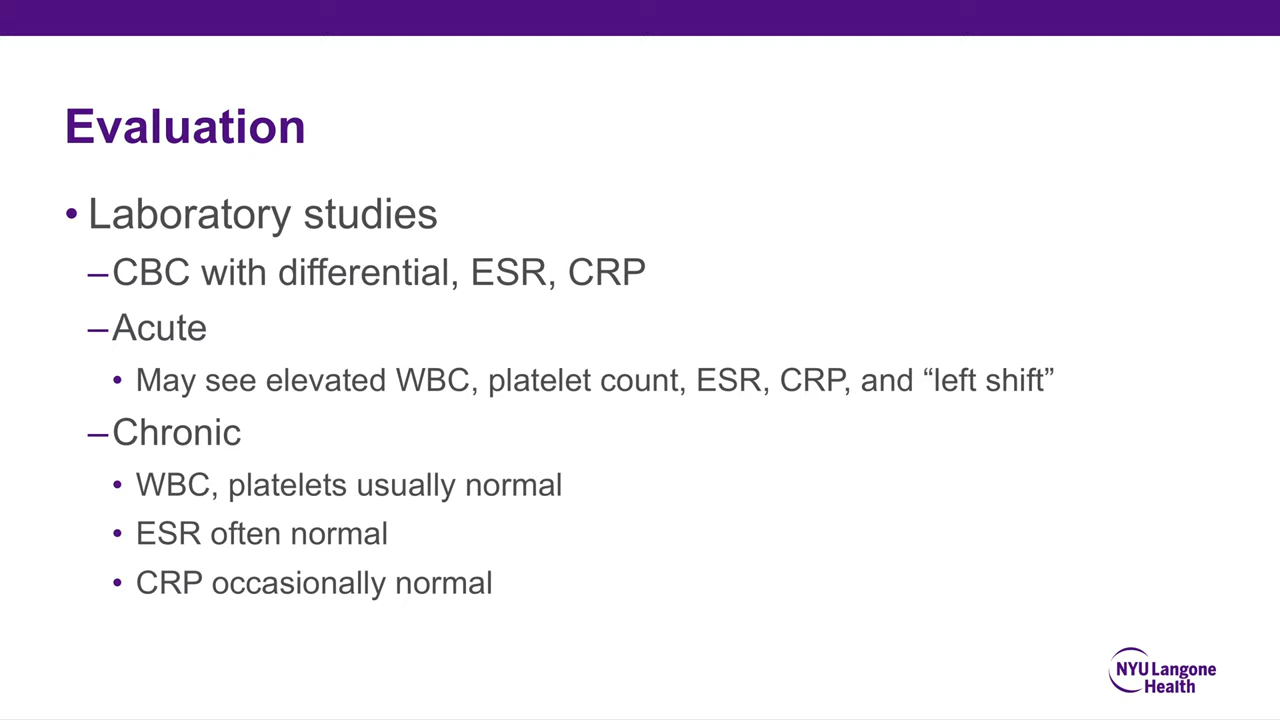 Evaluation
• Laboratory studies
–CBC with differential, ESR, CRP
–Acute
• May see elevated WBC, platelet count, ESR, CRP, and “left shift”
–Chronic
• WBC, platelets usually normal
• ESR often normal
• CRP occasionally normal
NYU Langone
Health